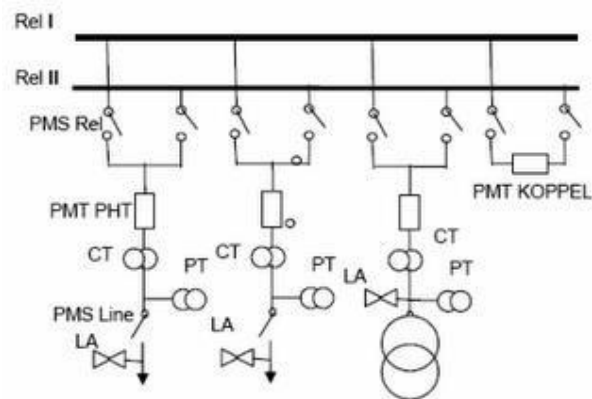 Rel I
Rel II
PMS Rel
PMT PHT
PMT KOPPEL
CT
PT
CT
PT
CT
PT
LA
PMS Line
LA
LA